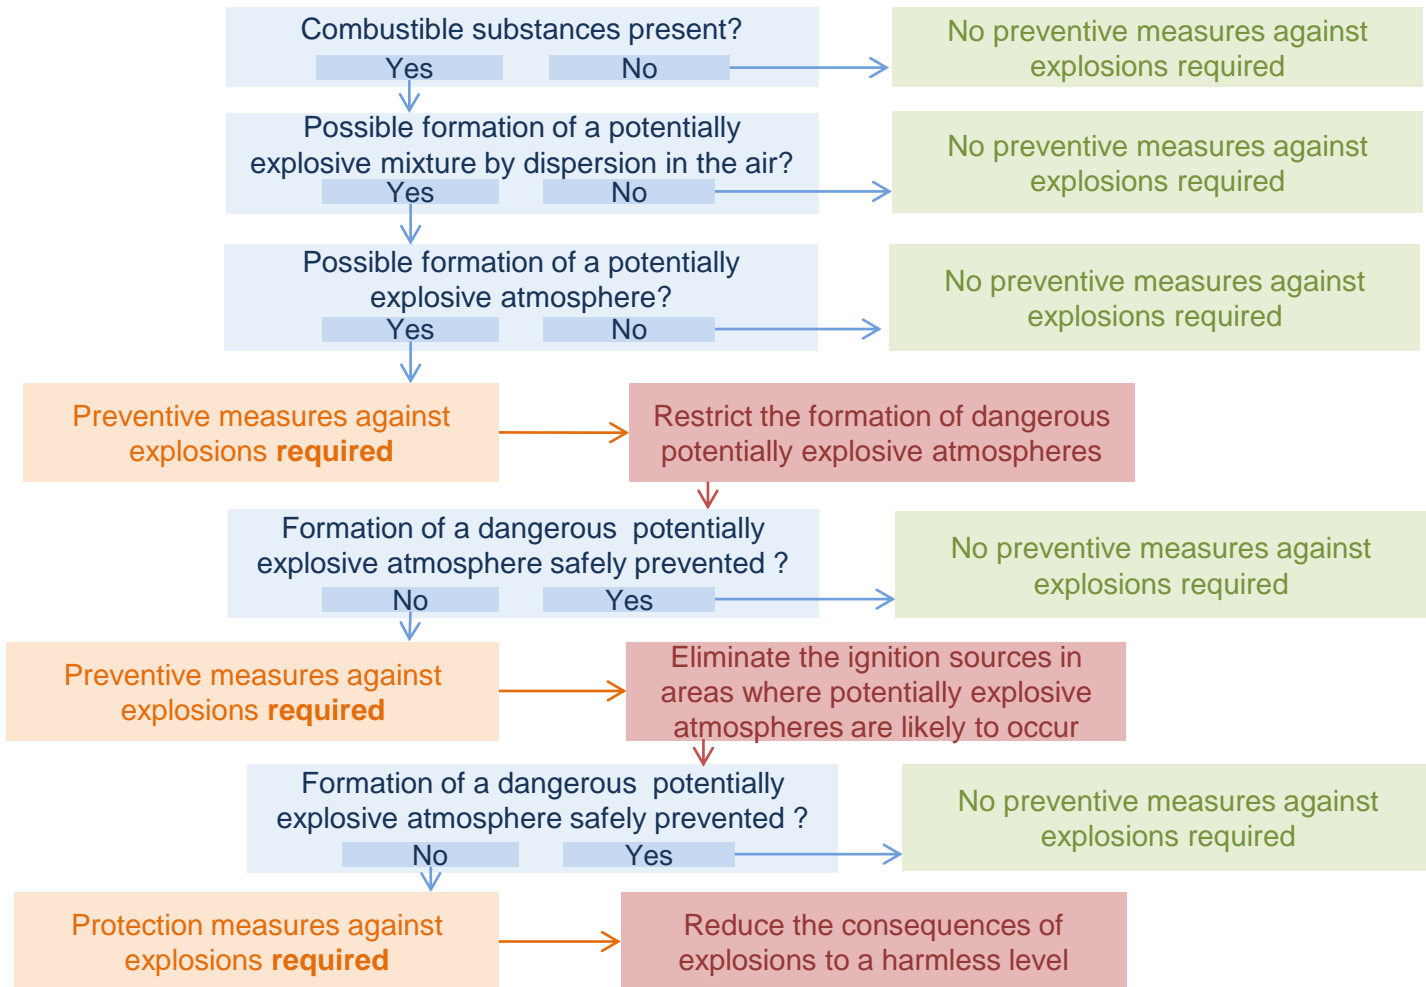 Combustible substances present?
Yes
No
No preventive measures against
explosions required
Possible formation of a potentially
explosive mixture by dispersion in the air?
Yes
No
No preventive measures against
explosions required
Possible formation of a potentially
explosive atmosphere?
Yes
No
No preventive measures against
explosions required
Preventive measures against
explosions required
Restrict the formation of dangerous
potentially explosive atmospheres
Formation of a dangerous  potentially
explosive atmosphere safely prevented ?
No
Yes
No preventive measures against
explosions required
Preventive measures against
explosions required
Eliminate the ignition sources in
areas where potentially explosive
atmospheres are likely to occur
Formation of a dangerous  potentially
explosive atmosphere safely prevented ?
No
Yes
No preventive measures against
explosions required
Protection measures against
explosions required
Reduce the consequences of
explosions to a harmless level